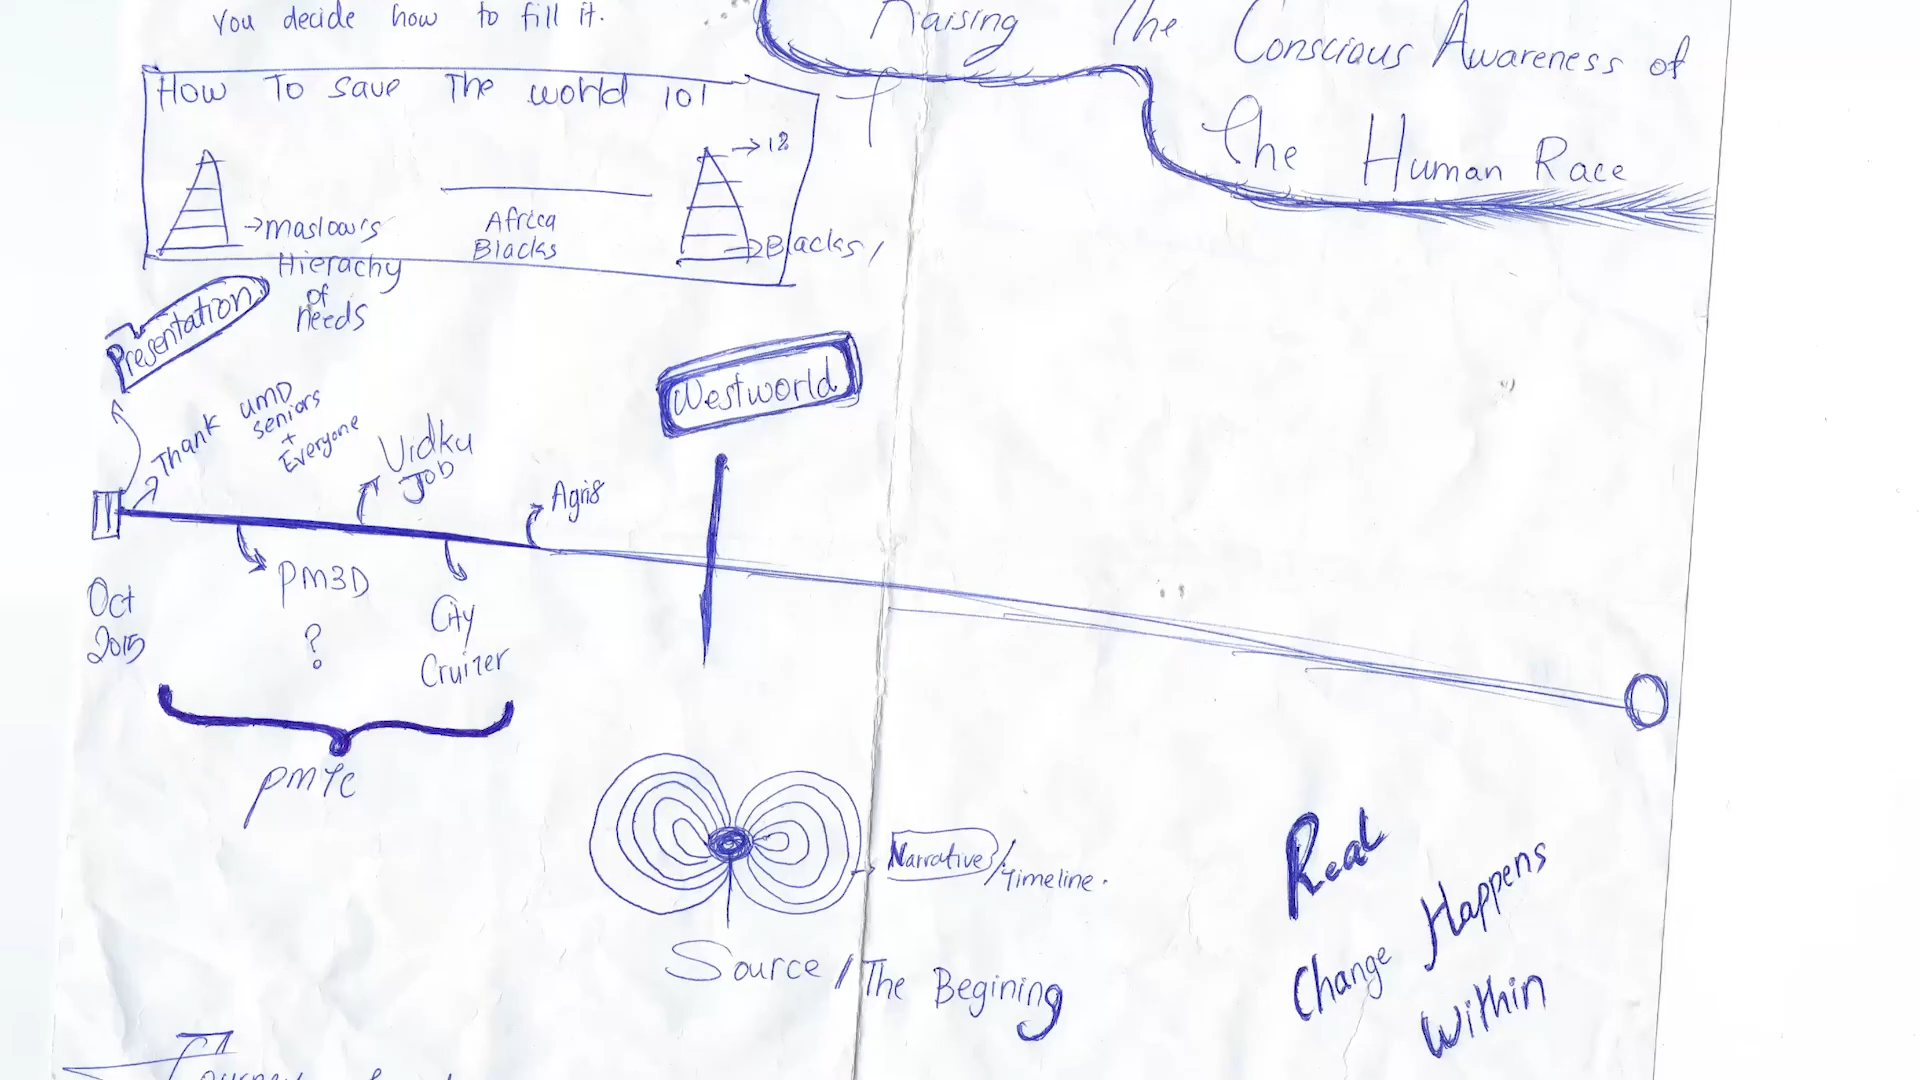 You decide how to fill it.
Raising The Conscious Awareness of
The Human Race
How To save The world 101
→12
→maslow's
Hierachy
of
needs
Africa
Blacks
→Blacks/
Presentation
Thank UMD
seniors
+
Everyone
Vidku
Job
Agri8
Westworld
Oct
2015
PM3D
?
City
Cruizer
Narrative/
Timeline.
Source / The Begining
Real
Change Happens
Within